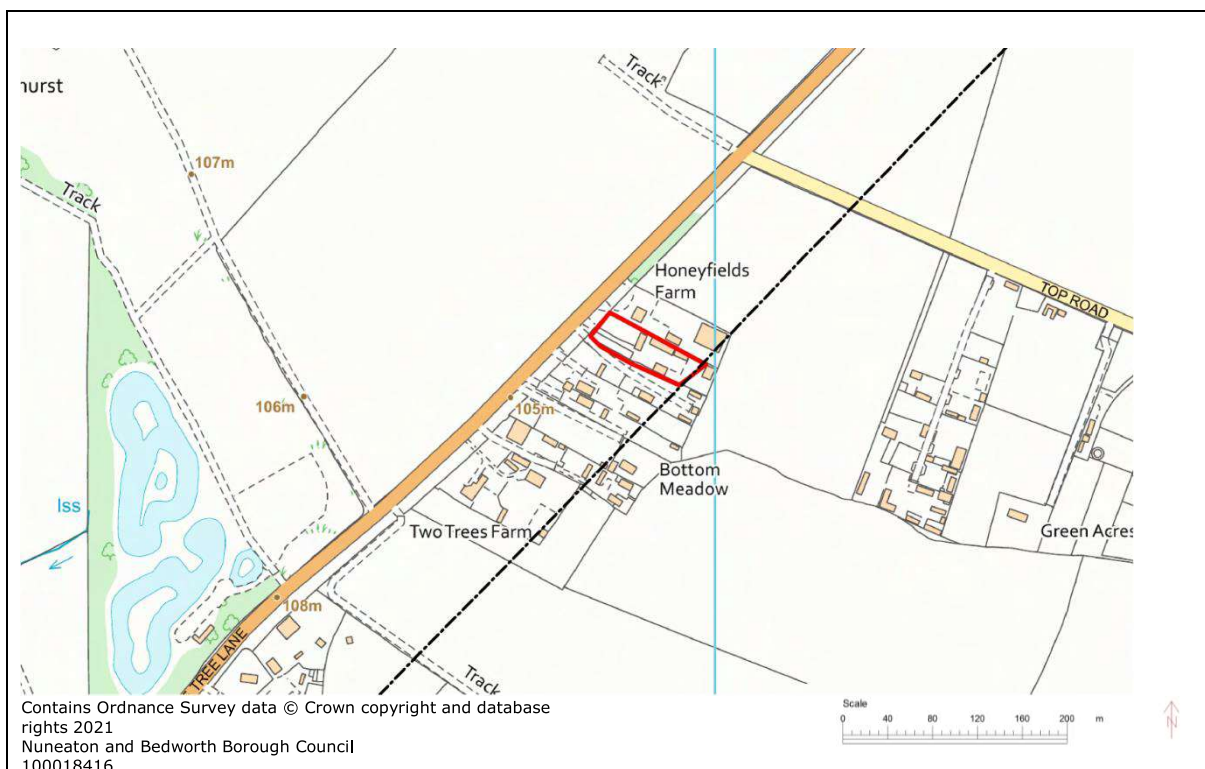 Track
hurst
107m
Track
Honeyfields
Farm
TOP ROAD
106m
105m
Bottom
Meadow
Iss
Two Trees Farm
Green Acres
108m
TREE LANE
Track
Contains Ordnance Survey data © Crown copyright and database
rights 2021
Nuneaton and Bedworth Borough Council
100018416
Scale
0 40 80 120 160 200 m
N